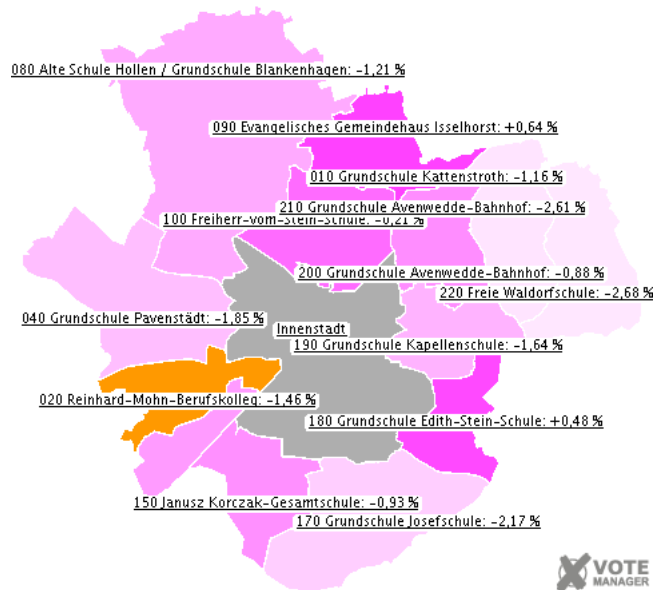 080 Alte Schule Hollen / Grundschule Blankenhagen: -1,21 %
090 Evangelisches Gemeindehaus Isselhorst: +0,64 %
010 Grundschule Kattenstroth: -1,16 %
210 Grundschule Avenwedde-Bahnhof: -2,61 %
100 Freiherr-vom-Stein-Schule: -0,21 %
200 Grundschule Avenwedde-Bahnhof: -0,88 %
220 Freie Waldorfschule: -2,68 %
040 Grundschule Pavenstädt: -1,85 %
Innenstadt
190 Grundschule Kapellenschule: -1,64 %
020 Reinhard-Mohn-Berufskolleg: -1,46 %
180 Grundschule Edith-Stein-Schule: +0,48 %
150 Janusz Korczak-Gesamtschule: -0,93 %
170 Grundschule Josefschule: -2,17 %
VOTE
MANAGER